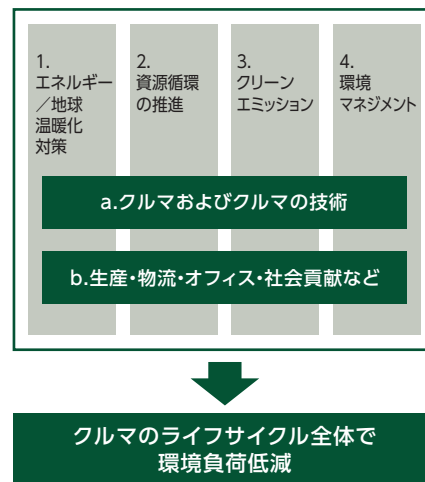 1.
エネルギー
／地球
温暖化
対策
2.
資源循環
の推進
3.
クリーン
エミッション
4.
環境
マネジメント
a.クルマおよびクルマの技術
b.生産・物流・オフィス・社会貢献など
クルマのライフサイクル全体で
環境負荷低減